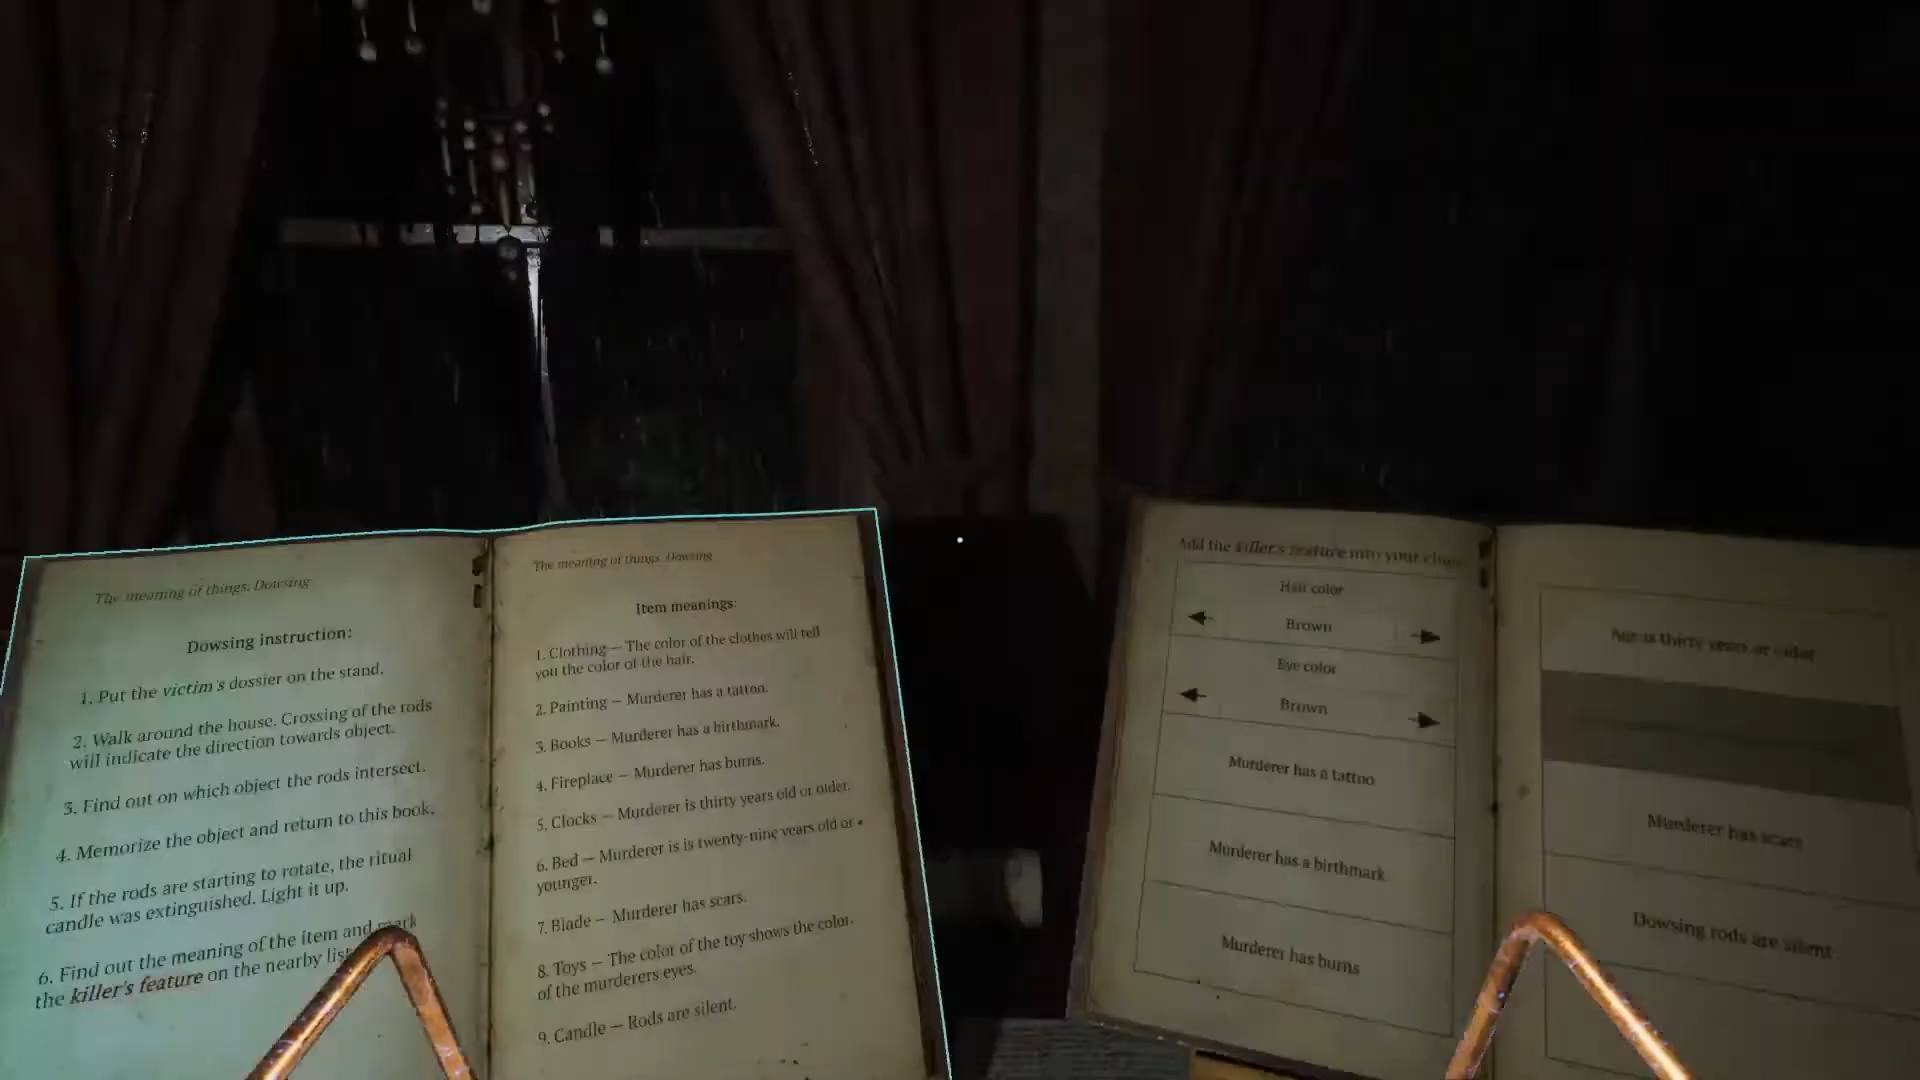 The meaning of things. Dowsing
Dowsing instruction:
1. Put the victim's dossier on the stand.
2. Walk around the house. Crossing of the rods
will indicate the direction towards object.
3. Find out on which object the rods intersect.
4. Memorize the object and return to this book.
5. If the rods are starting to rotate, the ritual
candle was extinguished. Light it up.
6. Find out the meaning of the item and mark
the killer's feature on the nearby list
The meaning of things. Dowsing
Item meanings:
1. Clothing — The color of the clothes will tell
you the color of the hair.
2. Painting — Murderer has a tattoo.
3. Books — Murderer has a birthmark.
4. Fireplace — Murderer has burns.
5. Clocks — Murderer is thirty years old or older.
6. Bed — Murderer is is twenty-nine years old or
younger.
7. Blade — Murderer has scars.
8. Toys — The color of the toy shows the color.
of the murderers eyes.
9. Candle — Rods are silent.
Add the killer's feature into your
Hair color
Brown
Eye color
Brown
Murderer has a tattoo
Murderer has a birthmark
Murderer has burns
Age is thirty years or older
Murderer has scars
Dowsing rods are silent